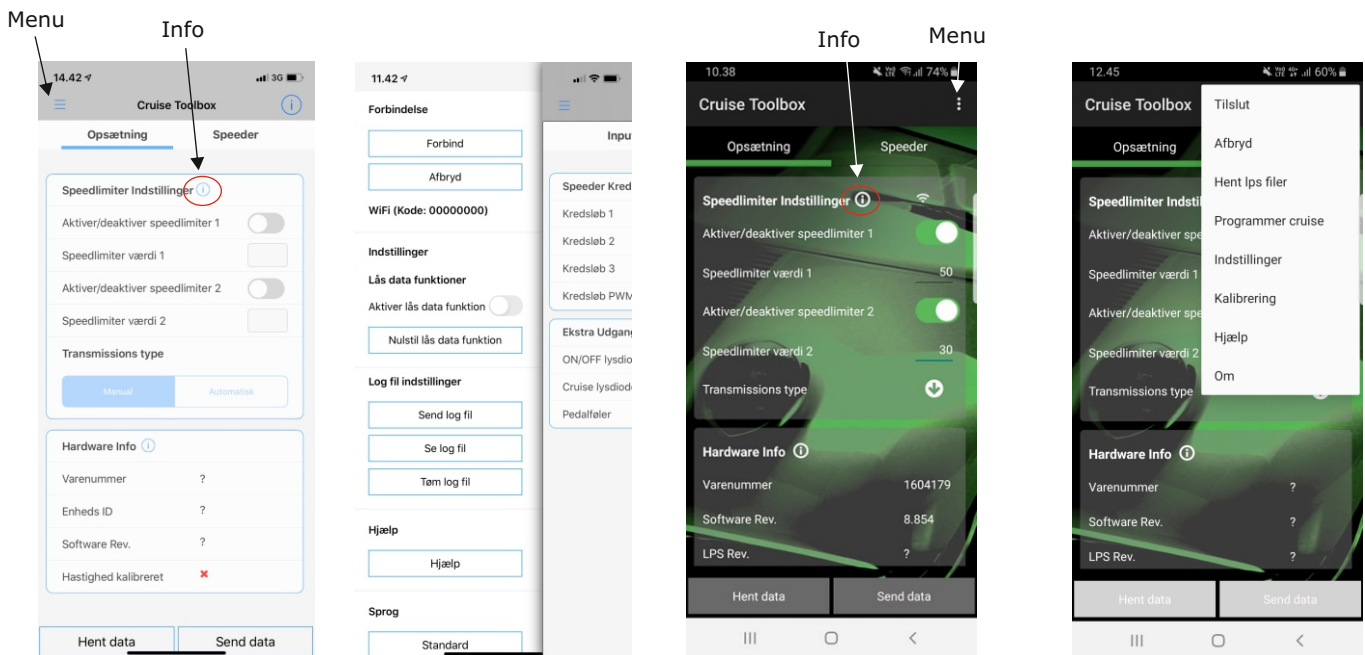 Menu
Info
14.42
3G
Cruise Toolbox
Opsætning Speeder
Speedlimiter Indstillinger
Aktiver/deaktiver speedlimiter 1
Speedlimiter værdi 1
Aktiver/deaktiver speedlimiter 2
Speedlimiter værdi 2
Transmissions type
Manual Automatisk
Hardware Info
Varenummer ?
Enheds ID ?
Software Rev. ?
Hastighed kalibreret
Hent data Send data
11.42
Forbindelse
Forbind
Afbryd
WiFi (Kode: 00000000)
Indstillinger
Lås data funktioner
Aktiver lås data funktion
Nulstil lås data funktion
Log fil indstillinger
Send log fil
Se log fil
Tøm log fil
Hjælp
Hjælp
Sprog
Standard
Inpu
Speeder Kred
Kredsløb 1
Kredsløb 2
Kredsløb 3
Kredsløb PWM
Ekstra Udgan
ON/OFF lysdio
Cruise lysdiod
Pedalføler
Info
Menu
10.38 74%
Cruise Toolbox
Opsætning Speeder
Speedlimiter Indstillinger
Aktiver/deaktiver speedlimiter 1
Speedlimiter værdi 1 50
Aktiver/deaktiver speedlimiter 2
Speedlimiter værdi 2 30
Transmissions type
Hardware Info
Varenummer 1604179
Software Rev. 8.854
LPS Rev. ?
Hent data Send data
12.45 60%
Cruise Toolbox
Opsætning
Speedlimiter Indstil
Aktiver/deaktiver spe
Speedlimiter værdi 1
Aktiver/deaktiver spe
Speedlimiter værdi 2
Transmissions type
Tilslut
Afbryd
Hent lps filer
Programmer cruise
Indstillinger
Kalibrering
Hjælp
Om
Hardware Info
Varenummer ?
Software Rev. ?
LPS Rev. ?
Hent data Send data